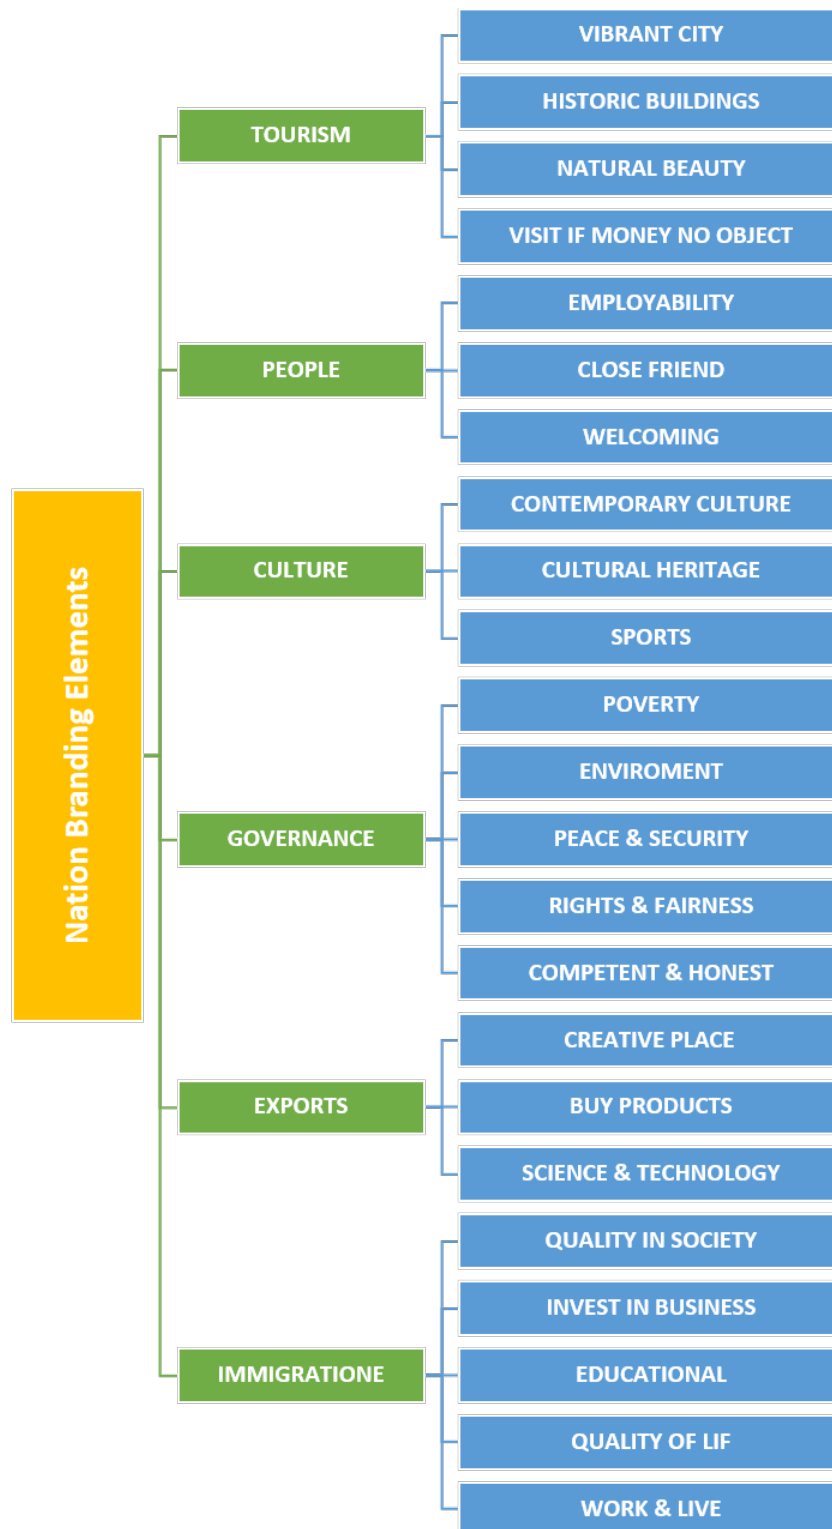 Nation Branding Elements
TOURISM
VIBRANT CITY
HISTORIC BUILDINGS
NATURAL BEAUTY
VISIT IF MONEY NO OBJECT
PEOPLE
EMPLOYABILITY
CLOSE FRIEND
WELCOMING
CULTURE
CONTEMPORARY CULTURE
CULTURAL HERITAGE
SPORTS
GOVERNANCE
POVERTY
ENVIROMENT
PEACE & SECURITY
RIGHTS & FAIRNESS
COMPETENT & HONEST
EXPORTS
CREATIVE PLACE
BUY PRODUCTS
SCIENCE & TECHNOLOGY
IMMIGRATIONE
QUALITY IN SOCIETY
INVEST IN BUSINESS
EDUCATIONAL
QUALITY OF LIF
WORK & LIVE